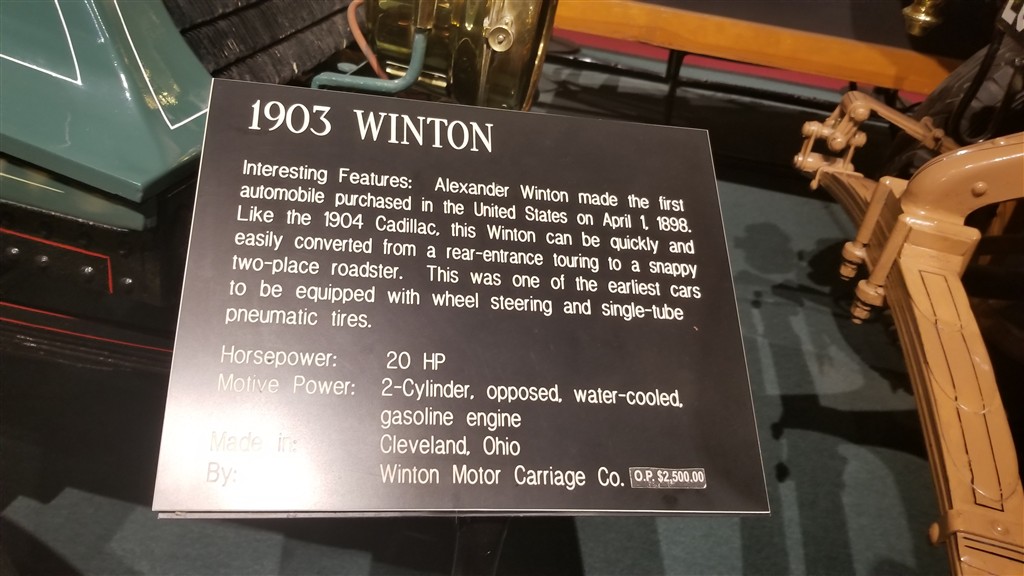 1903 WINTON
Interesting Features: Alexander Winton made the first
automobile purchased in the United States on April 1, 1898.
Like the 1904 Cadillac, this Winton can be quickly and
easily converted from a rear-entrance touring to a snappy
two-place roadster. This was one of the earliest cars
to be equipped with wheel steering and single-tube
pneumatic tires.
Horsepower: 20 HP
Motive Power: 2-Cylinder, opposed, water-cooled,
gasoline engine
Made in: Cleveland, Ohio
By: Winton Motor Carriage Co. O.P. $2,500.00